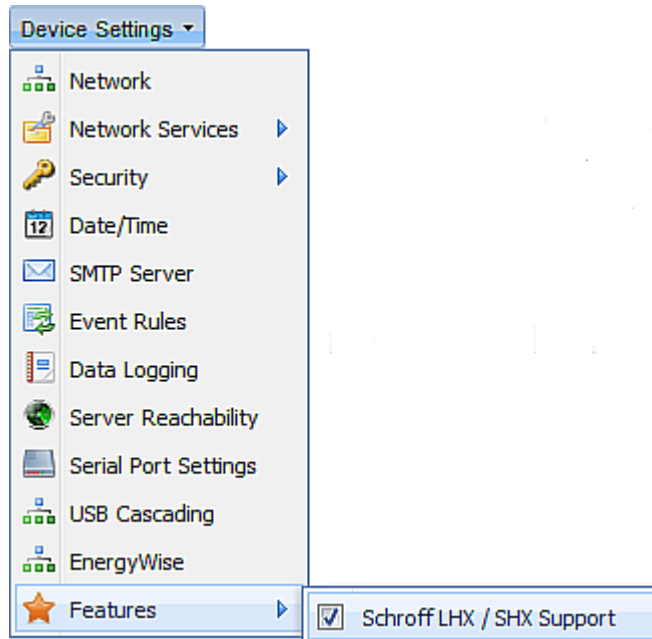 Device Settings
Network
Network Services
Security
12
Date/Time
SMTP Server
Event Rules
Data Logging
Server Reachability
Serial Port Settings
USB Cascading
EnergyWise
Features
Schroff LHX / SHX Support